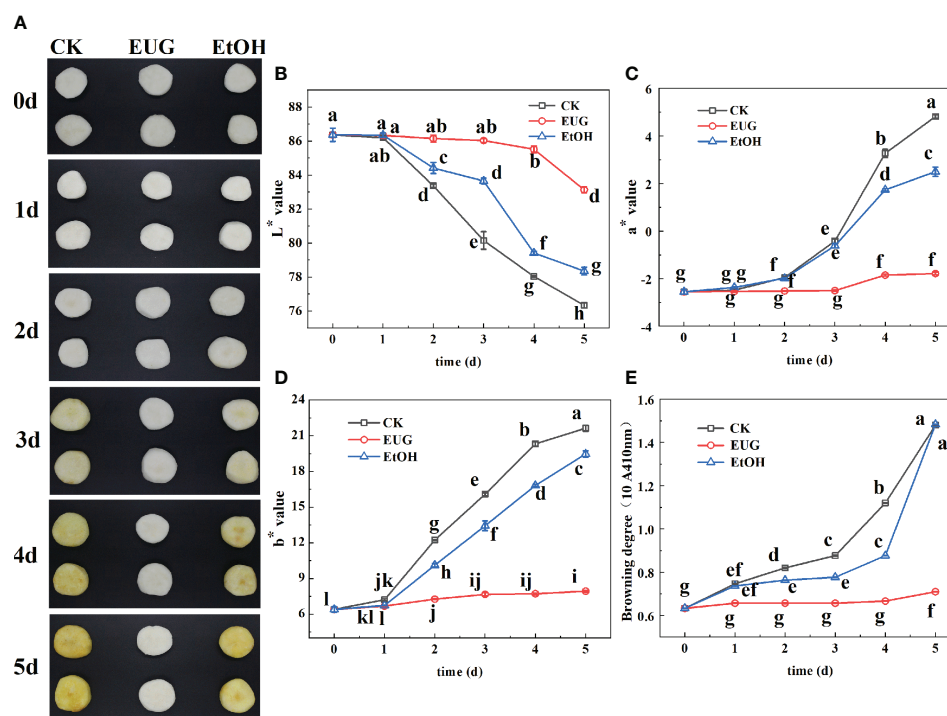 A
CK EUG EtOH
0d
1d
2d
3d
4d
5d
B
88
86
84
82
80
78
76
L* value
0 1 2 3 4 5
time (d)
CK
EUG
EtOH
a
a
a
ab
ab
c
d
ab
d
e
b
f
g
d
g
h
C
6
4
2
0
-2
-4
a* value
0 1 2 3 4 5
time (d)
CK
EUG
EtOH
g
g
g
g
f
f
g
e
e
g
b
d
f
a
c
f
D
24
21
18
15
12
9
6
b* value
0 1 2 3 4 5
time (d)
CK
EUG
EtOH
l
jk
kl
l
g
h
j
e
f
ij
b
d
ij
a
c
i
E
1.6
1.4
1.2
1.0
0.8
0.6
Browning degree（10 A410nm）
0 1 2 3 4 5
time (d)
CK
EUG
EtOH
g
ef
ef
g
d
e
g
c
e
g
b
c
g
a
a
f